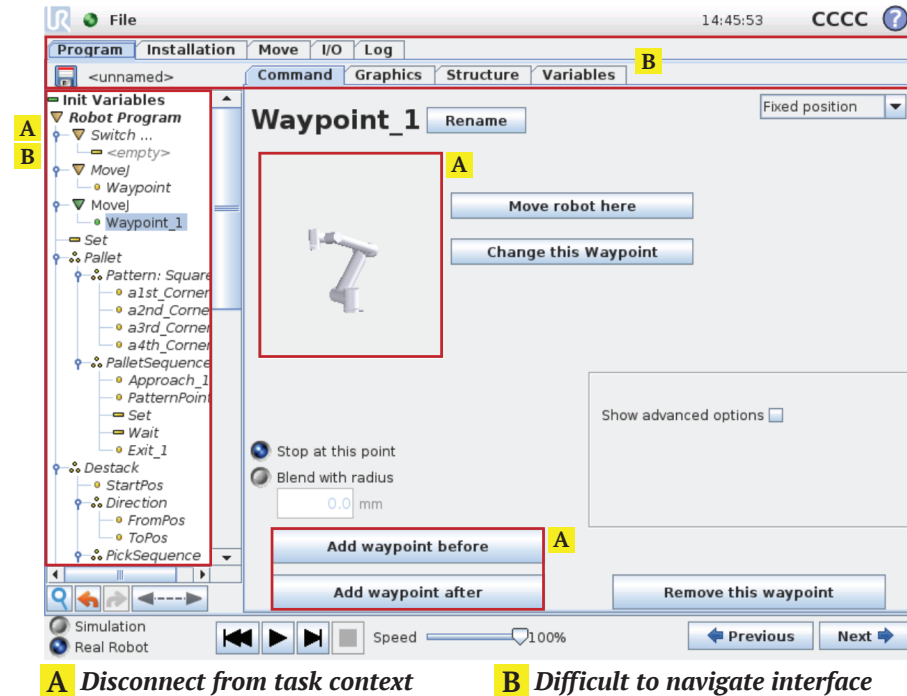 UR File 14:45:53 CCCC ?
Program Installation Move I/O Log
<unnamed> Command Graphics Structure Variables B
Init Variables
Robot Program
A
Switch ...
B
<empty>
MoveJ
Waypoint
MoveJ
Waypoint_1
Set
Pallet
Pattern: Square
a1st_Corner
a2nd_Corne
a3rd_Corner
a4th_Corner
PalletSequence
Approach_1
PatternPoint
Set
Wait
Exit_1
Destack
StartPos
Direction
FromPos
ToPos
PickSequence
Waypoint_1 Rename
Fixed position
A
Move robot here
Change this Waypoint
Show advanced options
Stop at this point
Blend with radius
0.0 mm
Add waypoint before A
Add waypoint after
Remove this waypoint
Simulation
Real Robot
Speed 100%
Previous Next
A Disconnect from task context B Difficult to navigate interface